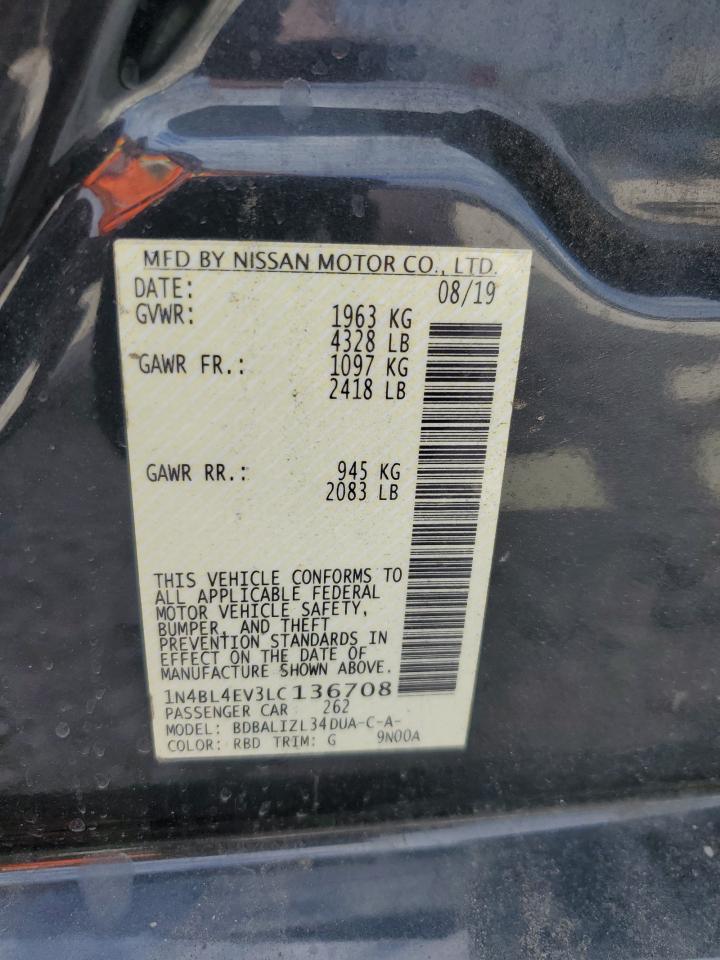 MFD BY NISSAN MOTOR CO., LTD.
DATE: 08/19
GVWR: 1963 KG
4328 LB
GAWR FR.: 1097 KG
2418 LB
GAWR RR.: 945 KG
2083 LB
THIS VEHICLE CONFORMS TO
ALL APPLICABLE FEDERAL
MOTOR VEHICLE SAFETY,
BUMPER, AND THEFT
PREVENTION STANDARDS IN
EFFECT ON THE DATE OF
MANUFACTURE SHOWN ABOVE.
1N4BL4EV3LC136708
PASSENGER CAR 262
MODEL: BDBALIZL34DUA-C-A-
COLOR: RBD TRIM: G 9N00A